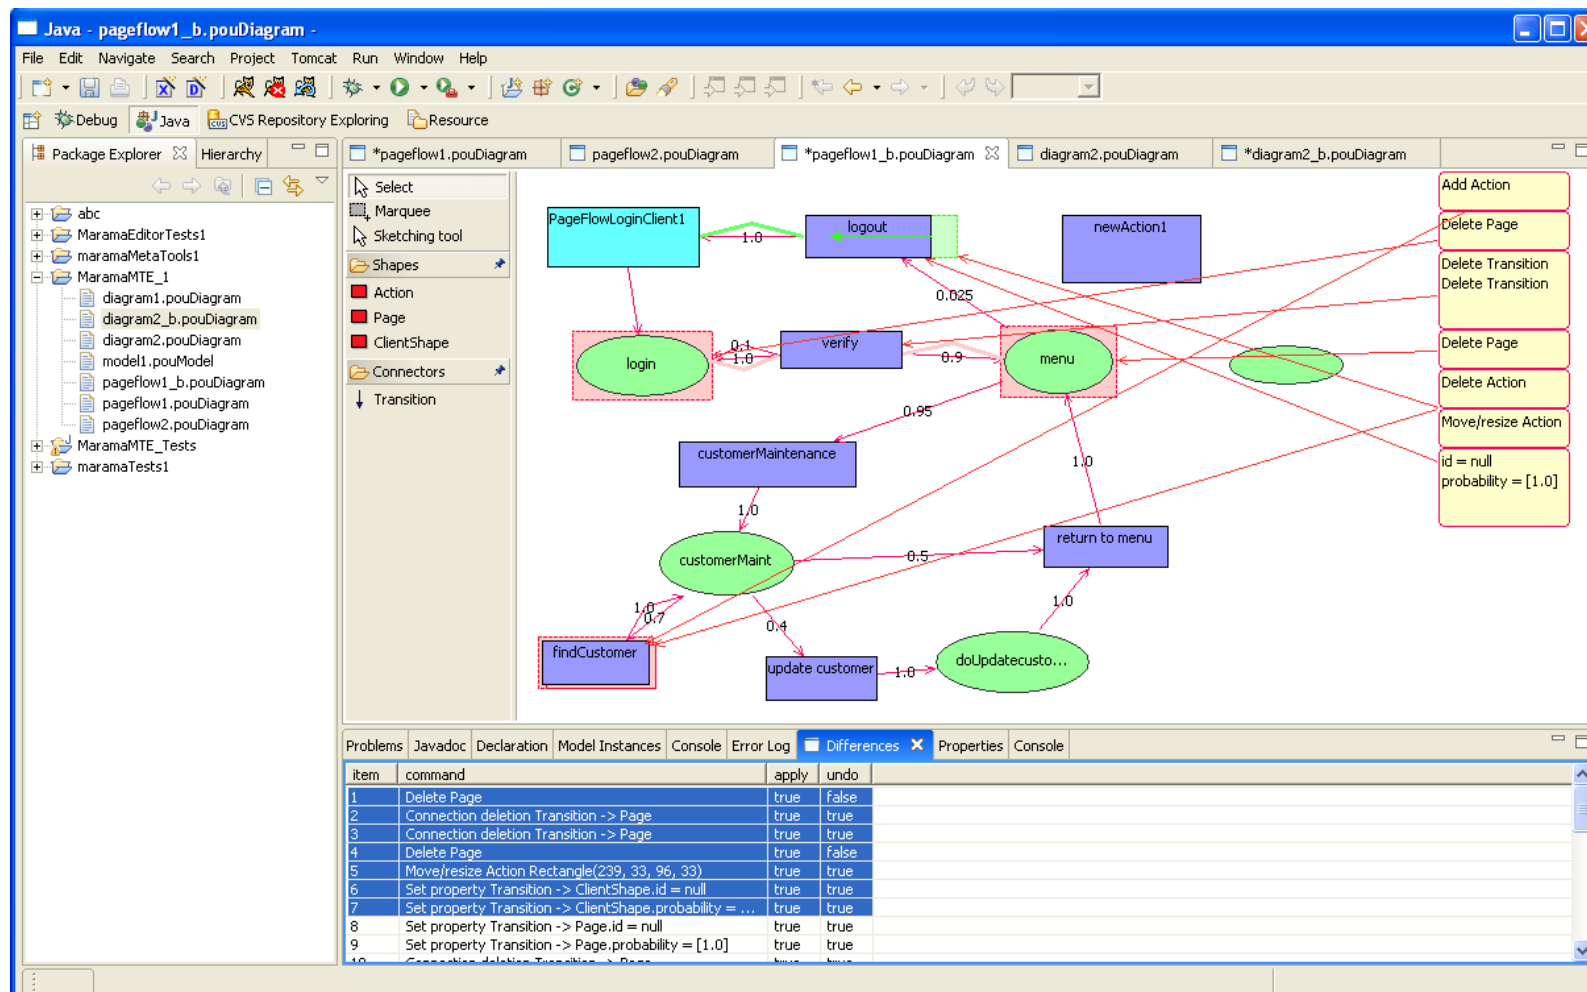 Java - pageflow1_b.pouDiagram -
File Edit Navigate Search Project Tomcat Run Window Help
Debug Java CVS Repository Exploring Resource
Package Explorer Hierarchy
*pageflow1.pouDiagram pageflow2.pouDiagram *pageflow1_b.pouDiagram diagram2.pouDiagram *diagram2_b.pouDiagram
abc
MaramaEditorTests1
maramaMetaTools1
MaramaMTE_1
diagram1.pouDiagram
diagram2_b.pouDiagram
diagram2.pouDiagram
model1.pouModel
pageflow1_b.pouDiagram
pageflow1.pouDiagram
pageflow2.pouDiagram
MaramaMTE_Tests
maramaTests1
Select
Marquee
Sketching tool
Shapes
Action
Page
ClientShape
Connectors
Transition
PageFlowLoginClient1
1.0
logout
newAction1
0.025
login
0.1
1.0
verify
0.9
menu
0.95
customerMaintenance
1.0
1.0
customerMaint
0.5
return to menu
1.0
0.7
0.4
1.0
findCustomer
update customer
1.0
doUpdatecusto...
Add Action
Delete Page
Delete Transition
Delete Transition
Delete Page
Delete Action
Move/resize Action
id = null
probability = [1.0]
Problems Javadoc Declaration Model Instances Console Error Log Differences Properties Console
item command apply undo
1 Delete Page true false
2 Connection deletion Transition -> Page true true
3 Connection deletion Transition -> Page true true
4 Delete Page true false
5 Move/resize Action Rectangle(239, 33, 96, 33) true true
6 Set property Transition -> ClientShape.id = null true true
7 Set property Transition -> ClientShape.probability = ... true true
8 Set property Transition -> Page.id = null true true
9 Set property Transition -> Page.probability = [1.0] true true
10 Connection deletion Transition -> Page true true